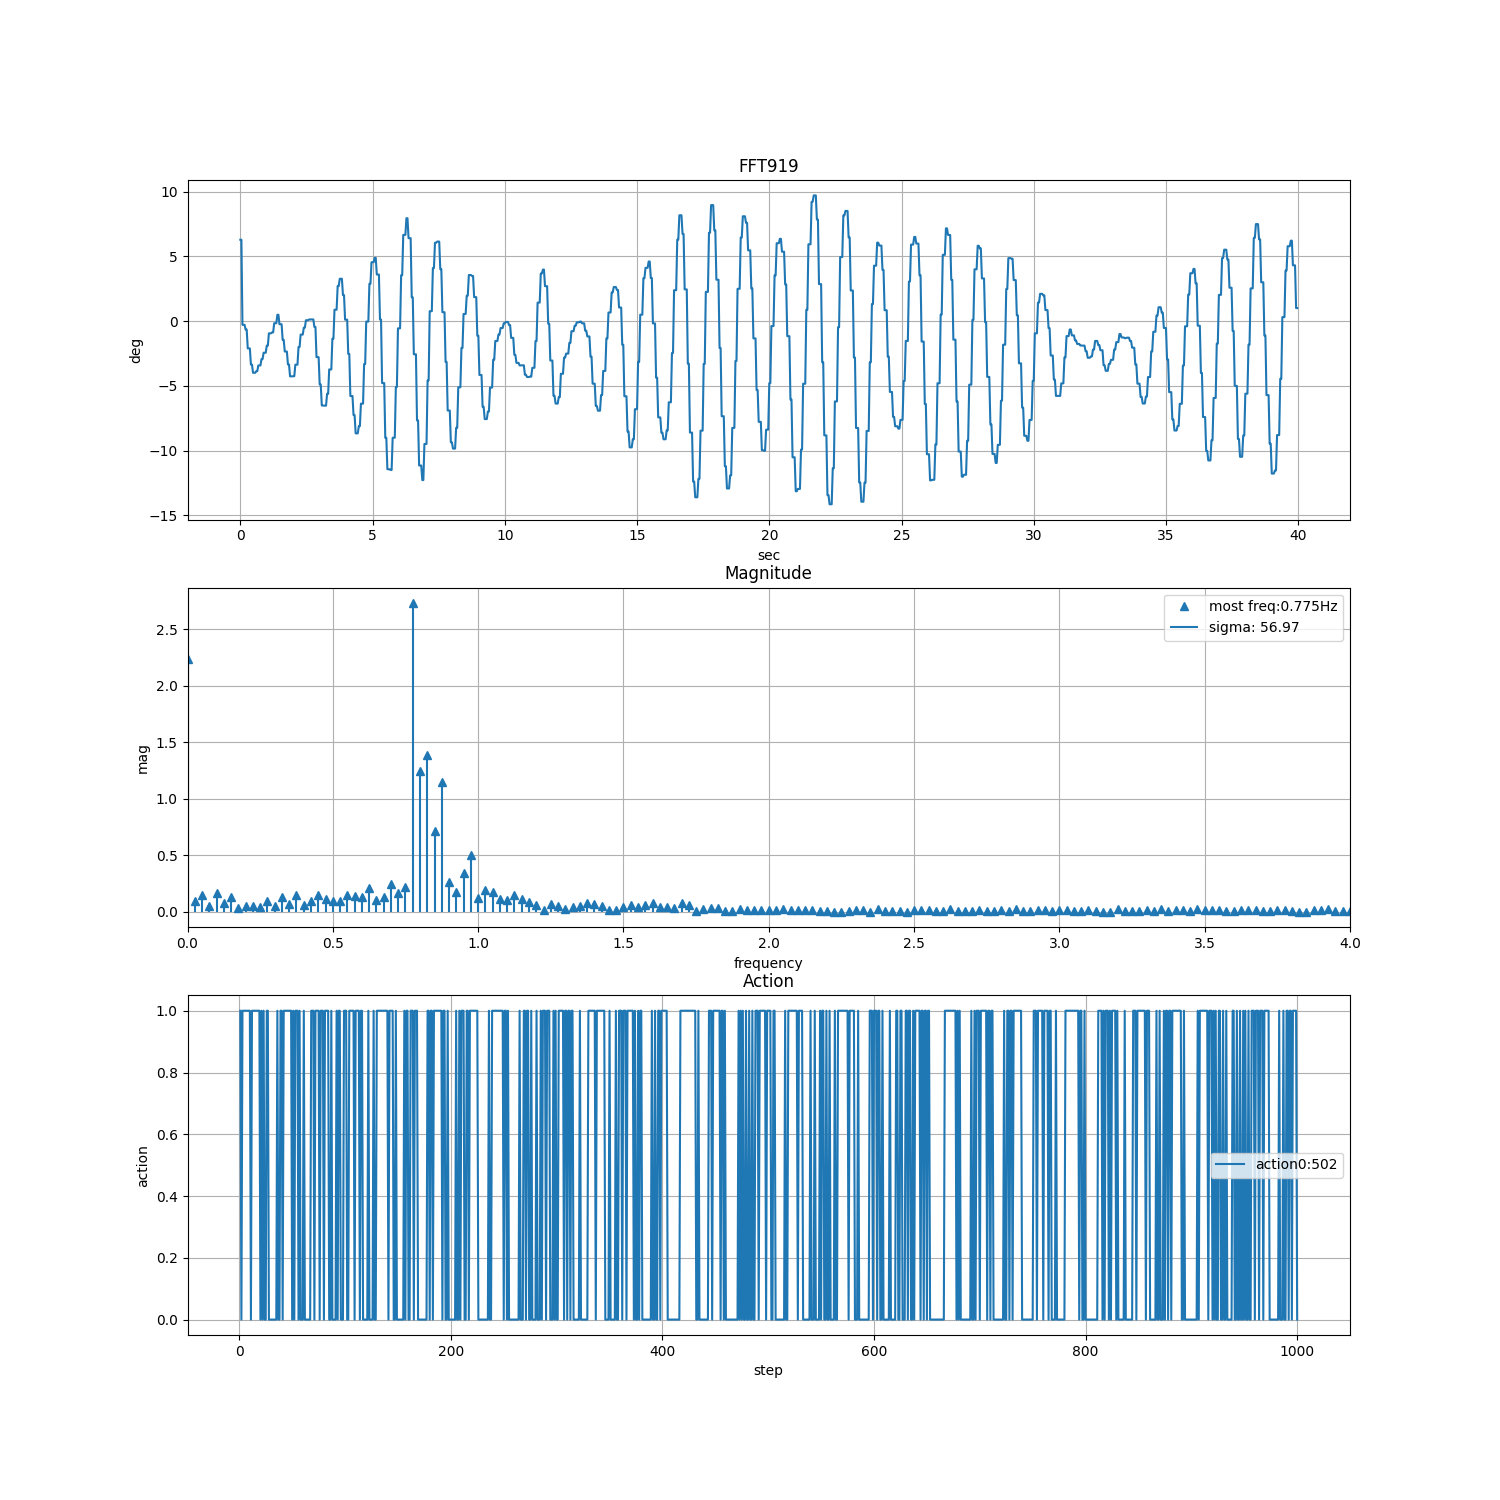 FFT919
10
5
0
−5
−10
−15
deg
0 5 10 15 20 25 30 35 40
sec
Magnitude
most freq:0.775Hz
sigma: 56.97
2.5
2.0
1.5
1.0
0.5
0.0
mag
0.0 0.5 1.0 1.5 2.0 2.5 3.0 3.5 4.0
frequency
Action
1.0
0.8
0.6
0.4
0.2
0.0
action
action0:502
0 200 400 600 800 1000
step